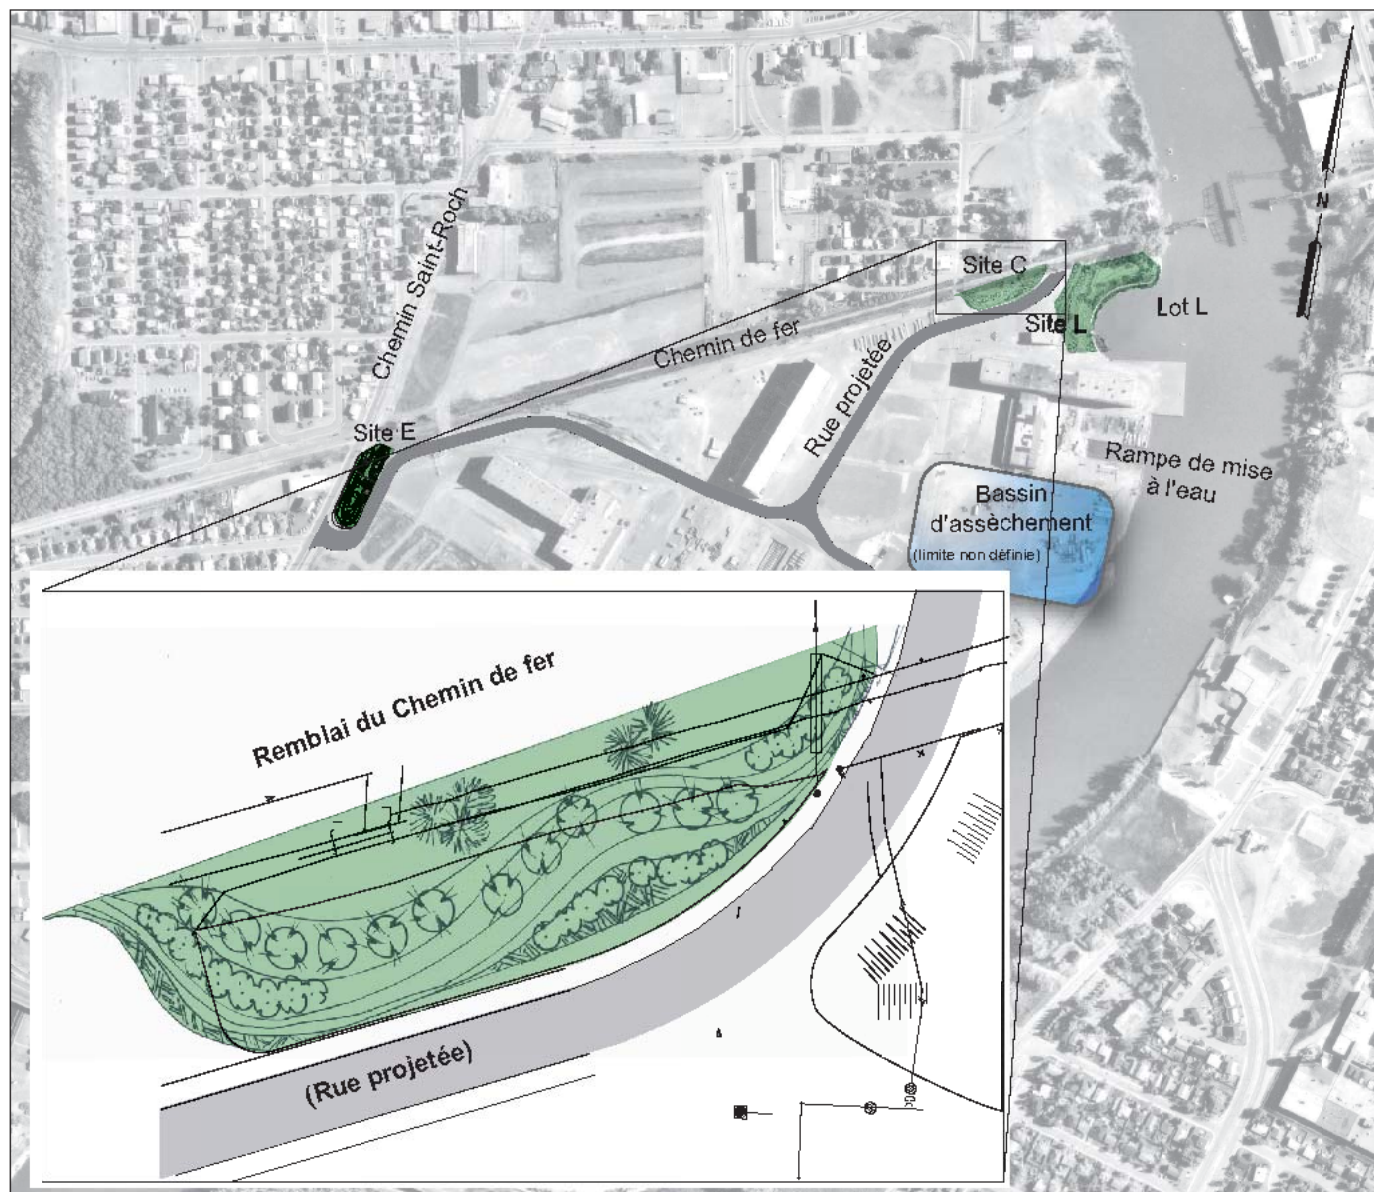 Chemin Saint-Roch
Site C
N
Lot L
Site L
Chemin de fer
Rue projetée
Site E
Rampe de mise
à l'eau
Bassin
d'assèchement
(limite non définie)
Remblai du Chemin de fer
(Rue projetée)